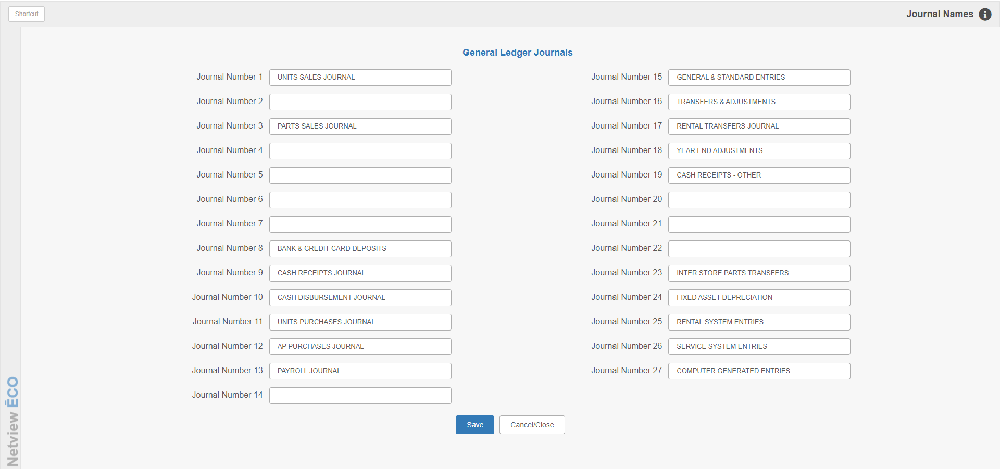 Shortcut
Journal Names
General Ledger Journals
Journal Number 1 UNITS SALES JOURNAL
Journal Number 2
Journal Number 3 PARTS SALES JOURNAL
Journal Number 4
Journal Number 5
Journal Number 6
Journal Number 7
Journal Number 8 BANK & CREDIT CARD DEPOSITS
Journal Number 9 CASH RECEIPTS JOURNAL
Journal Number 10 CASH DISBURSEMENT JOURNAL
Journal Number 11 UNITS PURCHASES JOURNAL
Journal Number 12 AP PURCHASES JOURNAL
Journal Number 13 PAYROLL JOURNAL
Journal Number 14
Journal Number 15 GENERAL & STANDARD ENTRIES
Journal Number 16 TRANSFERS & ADJUSTMENTS
Journal Number 17 RENTAL TRANSFERS JOURNAL
Journal Number 18 YEAR END ADJUSTMENTS
Journal Number 19 CASH RECEIPTS - OTHER
Journal Number 20
Journal Number 21
Journal Number 22
Journal Number 23 INTER STORE PARTS TRANSFERS
Journal Number 24 FIXED ASSET DEPRECIATION
Journal Number 25 RENTAL SYSTEM ENTRIES
Journal Number 26 SERVICE SYSTEM ENTRIES
Journal Number 27 COMPUTER GENERATED ENTRIES
Save Cancel/Close
Netview ĒCO